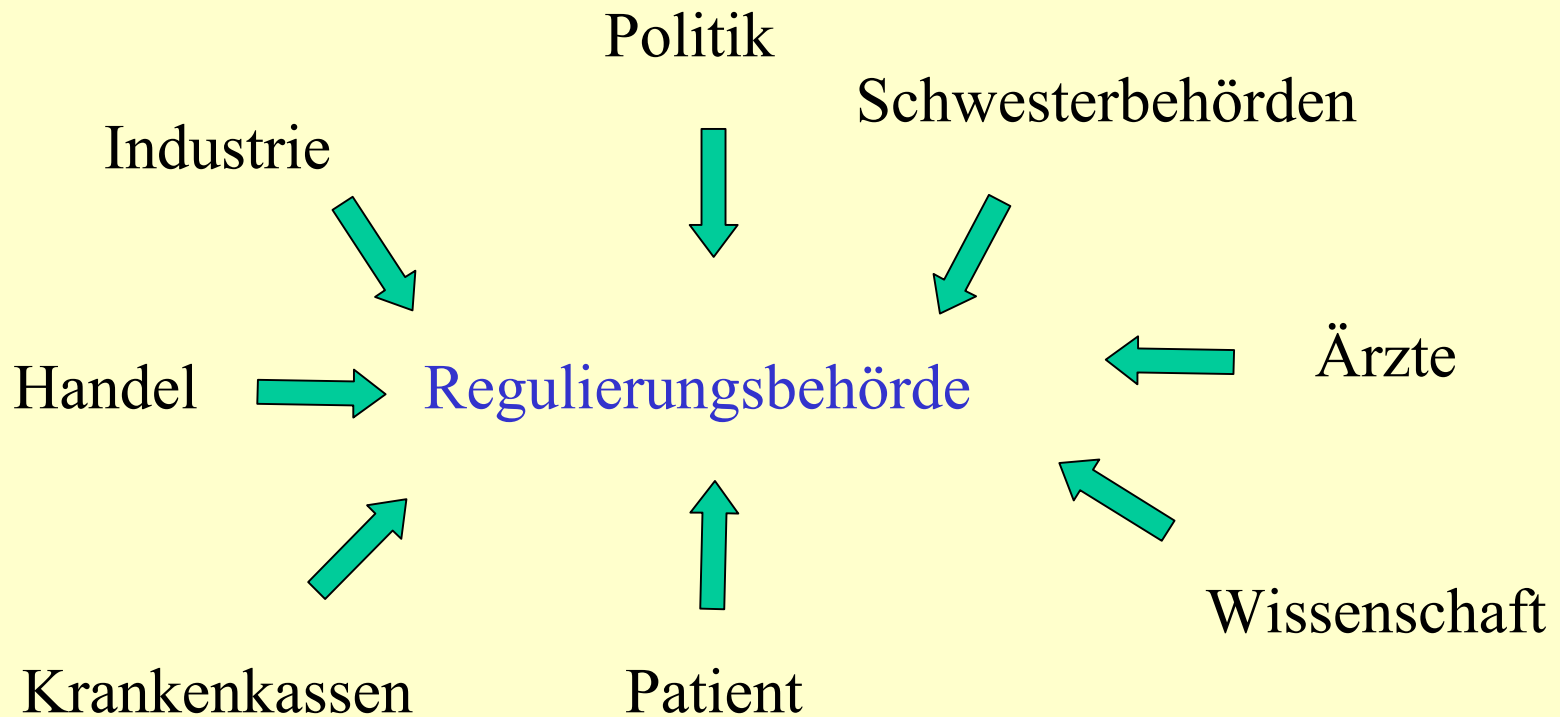 Politik
Schwesterbehörden
Industrie
Ärzte
Handel
Regulierungsbehörde
Wissenschaft
Krankenkassen
Patient